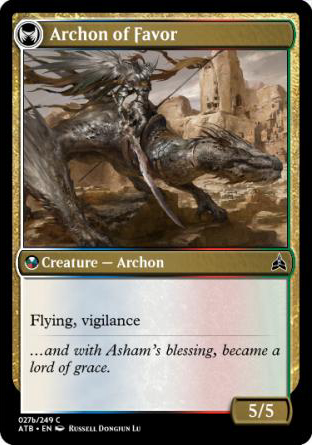 Archon of Favor
Creature — Archon
Flying, vigilance
…and with Asham's blessing, became a
lord of grace.
5/5
027b/249 C
ATB • EN Russell Dongjun Lu